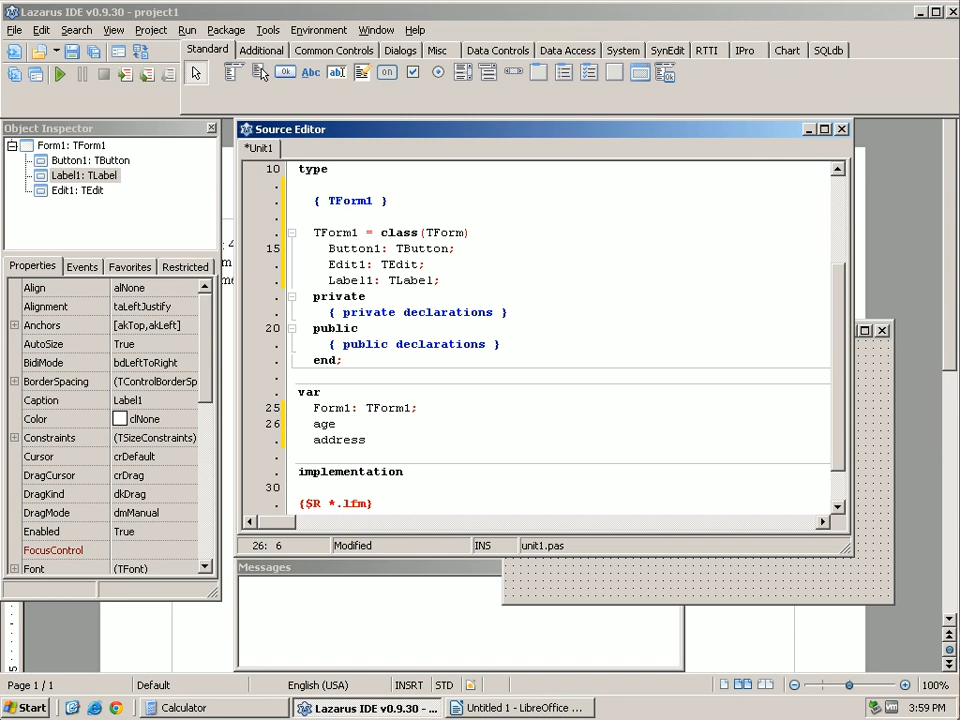 Lazarus IDE v0.9.30 - project1
File Edit Search View Project Run Package Tools Environment Window Help
Standard Additional Common Controls Dialogs Misc Data Controls Data Access System SynEdit RTTI IPro Chart SQLdb
Ok Abc ab on Ok
Object Inspector
Form1: TForm1
Button1: TButton
Label1: TLabel
Edit1: TEdit
Properties Events Favorites Restricted
Align alNone
Alignment taLeftJustify
Anchors [akTop,akLeft]
AutoSize True
BidiMode bdLeftToRight
BorderSpacing (TControlBorderSp
Caption Label1
Color clNone
Constraints (TSizeConstraints)
Cursor crDefault
DragCursor crDrag
DragKind dkDrag
DragMode dmManual
Enabled True
FocusControl
Font (TFont)
Source Editor
*Unit1
10 type
{ TForm1 }
TForm1 = class(TForm)
15 Button1: TButton;
Edit1: TEdit;
Label1: TLabel;
private
{ private declarations }
20 public
{ public declarations }
end;
var
25 Form1: TForm1;
26 age
address
implementation
30
{$R *.lfm}
26: 6 Modified INS unit1.pas
Messages
Page 1 / 1 Default English (USA) INSRT STD 100%
Start Calculator Lazarus IDE v0.9.30 - ... Untitled 1 - LibreOffice ... 3:59 PM